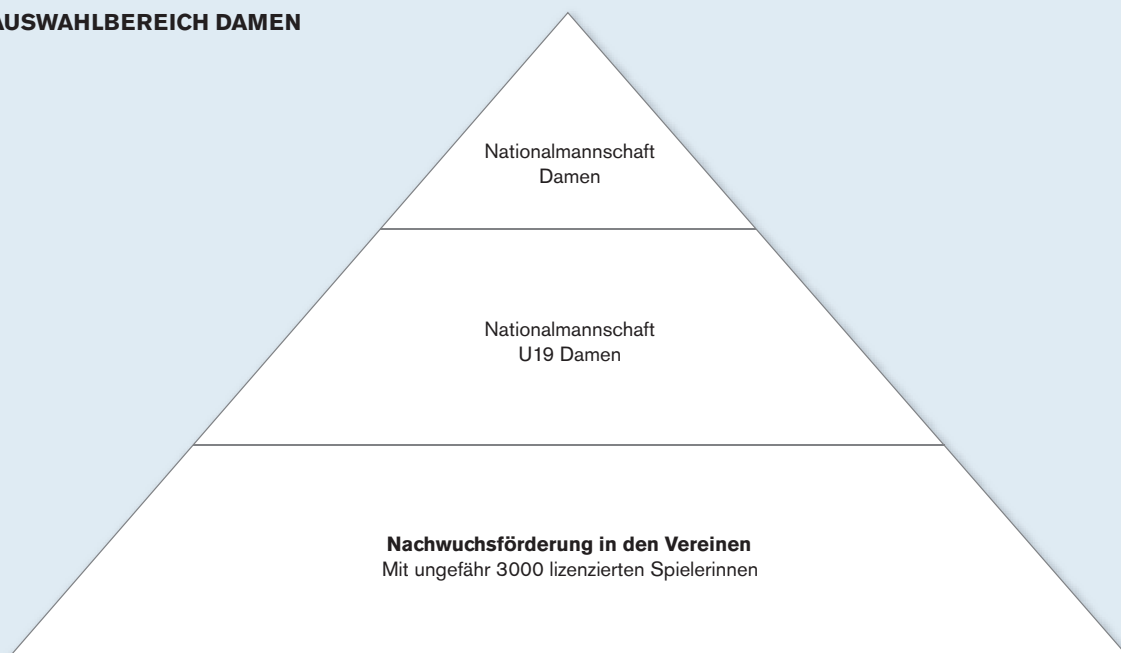 AUSWAHLBEREICH DAMEN
Nationalmannschaft
Damen
Nationalmannschaft
U19 Damen
Nachwuchsförderung in den Vereinen
Mit ungefähr 3000 lizenzierten Spielerinnen